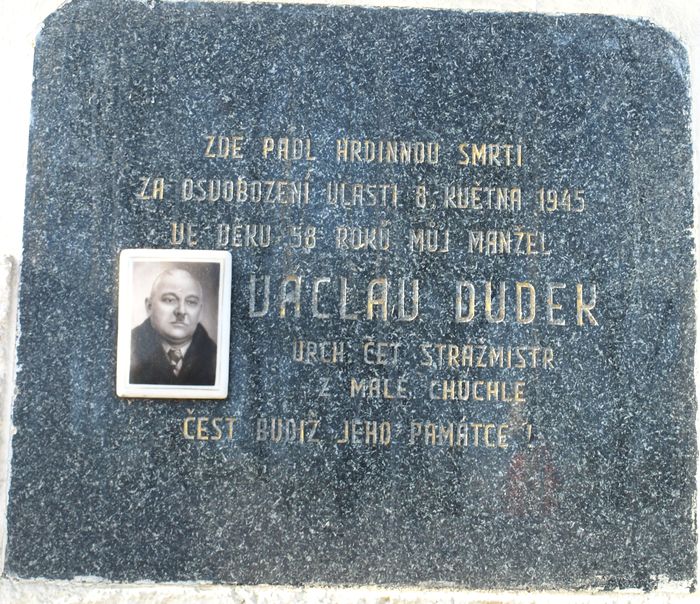 ZDE PADL HRDINNOU SMRTÍ
ZA OSVOBOZENÍ VLASTI 8. KVĚTNA 1945
VE VĚKU 58 ROKŮ MŮJ MANŽEL
VÁCLAV DUDEK
VRCH. ČET. STRÁŽMISTR
Z MALÉ CHUCHLE
ČEST BUDIŽ JEHO PAMÁTCE !